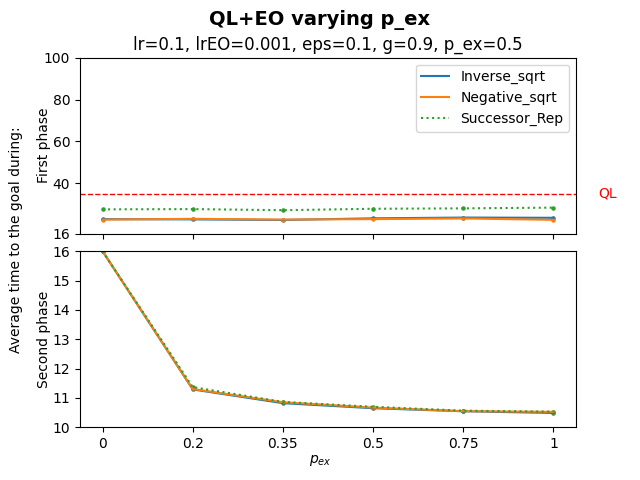 QL+EO varying p_ex
lr=0.1, lrEO=0.001, eps=0.1, g=0.9, p_ex=0.5
Average time to the goal during:
First phase
100
80
60
40
16
Inverse_sqrt
Negative_sqrt
Successor_Rep
QL
Second phase
16
15
14
13
12
11
10
0 0.2 0.35 0.5 0.75 1
p_ex